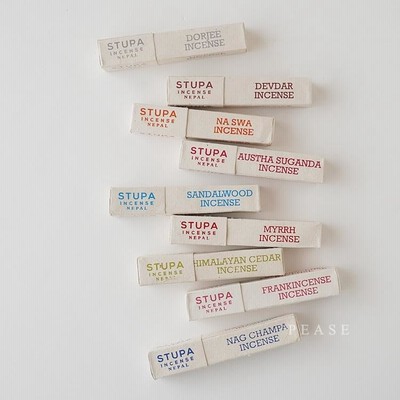 STUPA
INCENSE
NEPAL
DORJEE
INCENSE
STUPA
INCENSE
NEPAL
DEVDAR
INCENSE
STUPA
INCENSE
NEPAL
NA SWA
INCENSE
STUPA
INCENSE
NEPAL
AUSTHA SUGANDA
INCENSE
STUPA
INCENSE
NEPAL
SANDALWOOD
INCENSE
STUPA
INCENSE
NEPAL
MYRRH
INCENSE
STUPA
INCENSE
NEPAL
HIMALAYAN CEDAR
INCENSE
STUPA
INCENSE
NEPAL
FRANKINCENSE
INCENSE
STUPA
INCENSE
NEPAL
NAG CHAMPA
INCENSE
PEASE